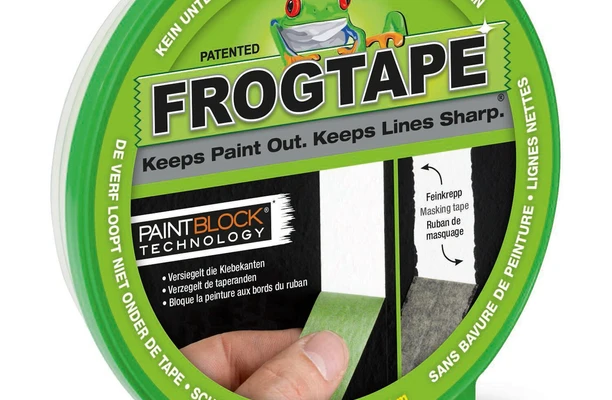 KEIN UNTE
PATENTED
FROGTAPE®
Keeps Paint Out. Keeps Lines Sharp.®
PAINTBLOCK®
TECHNOLOGY
• Versiegelt die Klebekanten
• Verzegelt de taperanden
• Bloque la peinture aux bords du ruban
Feinkrepp
Masking tape
Ruban de
masquage
DE VERF LOOPT NIET ONDER DE TAPE •
SANS BAVURE DE PEINTURE • LIGNES NETTES